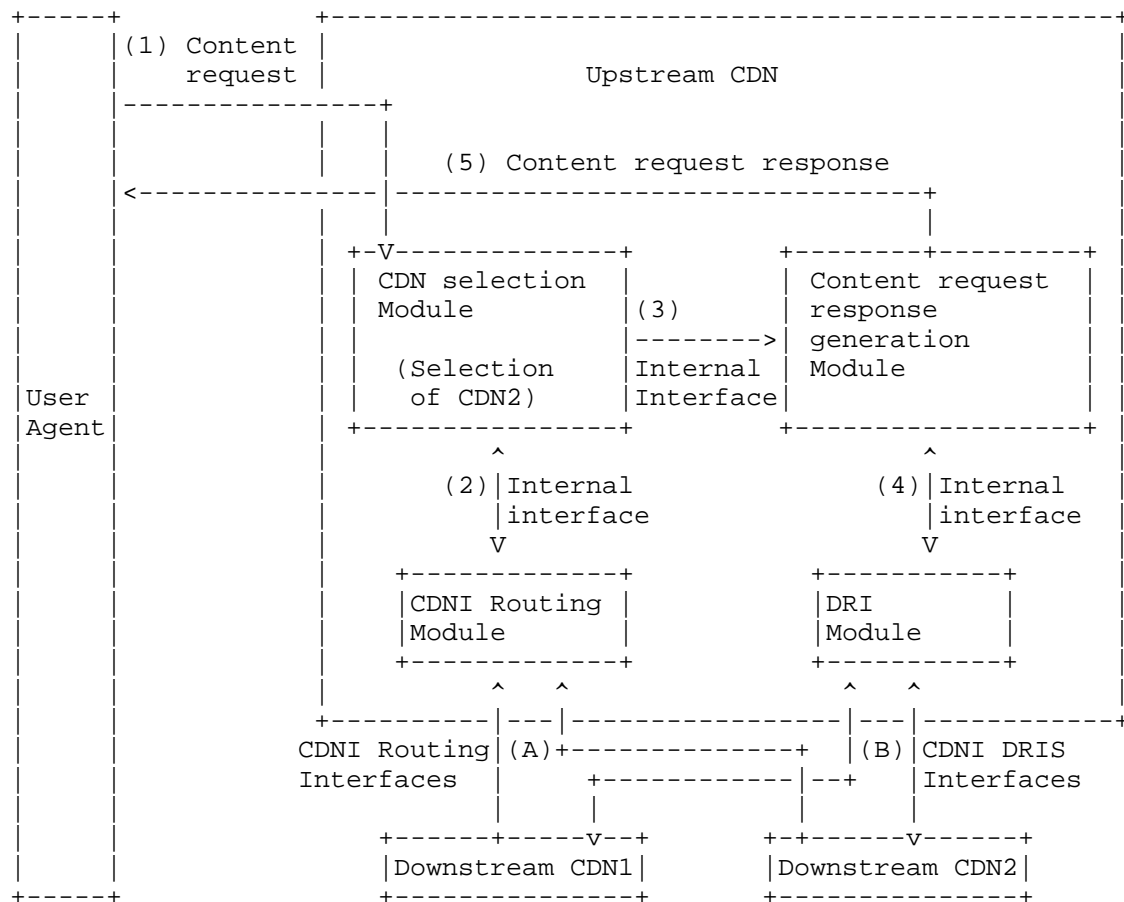 (1) Content
request
Upstream CDN
(5) Content request response
CDN selection
Module
(Selection
of CDN2)
(3)
Internal
Interface
Content request
response
generation
Module
User
Agent
(2) Internal
interface
(4) Internal
interface
CDNI Routing
Module
DRI
Module
CDNI Routing
Interfaces
(A)
(B)
CDNI DRIS
Interfaces
Downstream CDN1
Downstream CDN2